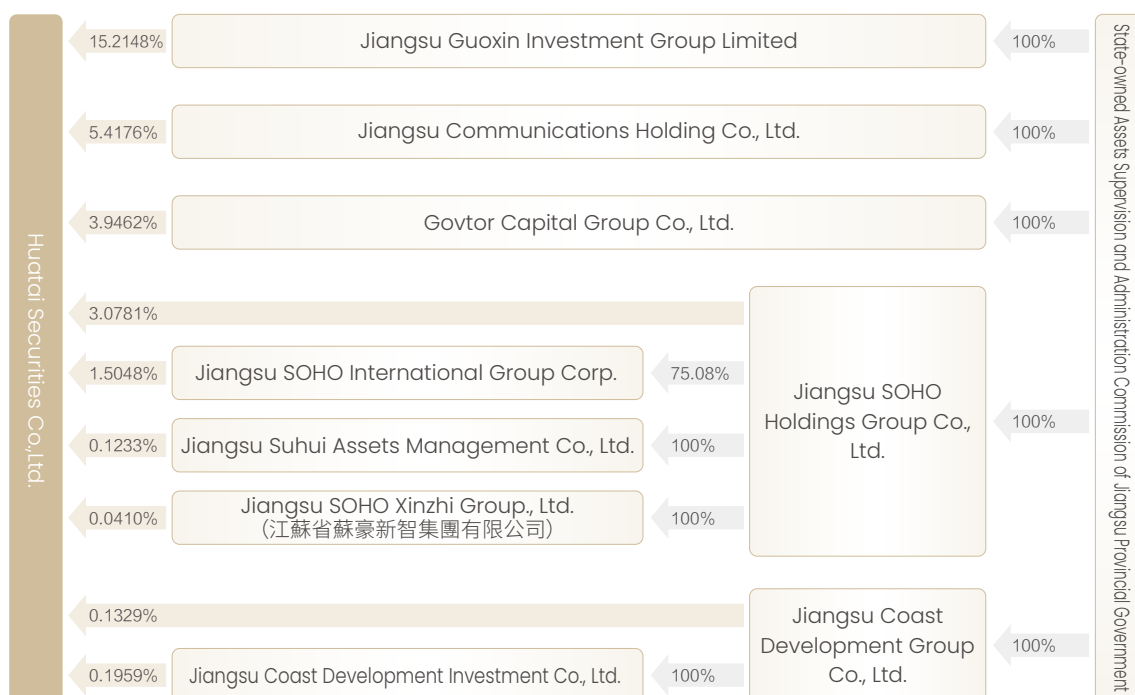 Huatai Securities Co.,Ltd.
15.2148%
Jiangsu Guoxin Investment Group Limited
100%
5.4176%
Jiangsu Communications Holding Co., Ltd.
100%
3.9462%
Govtor Capital Group Co., Ltd.
100%
3.0781%
1.5048%
Jiangsu SOHO International Group Corp.
75.08%
0.1233%
Jiangsu Suhui Assets Management Co., Ltd.
100%
0.0410%
Jiangsu SOHO Xinzhi Group., Ltd.
（江蘇省蘇豪新智集團有限公司）
100%
Jiangsu SOHO
Holdings Group Co.,
Ltd.
100%
0.1329%
0.1959%
Jiangsu Coast Development Investment Co., Ltd.
100%
Jiangsu Coast
Development Group
Co., Ltd.
100%
State-owned Assets Supervision and Administration Commission of Jiangsu Provincial Government